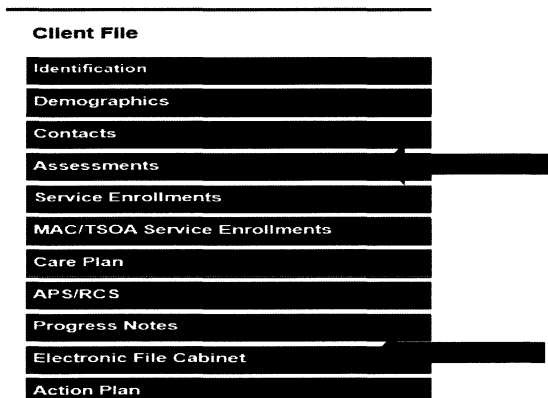 Client File
Identification
Demographics
Contacts
Assessments
Service Enrollments
MAC/TSOA Service Enrollments
Care Plan
APS/RCS
Progress Notes
Electronic File Cabinet
Action Plan